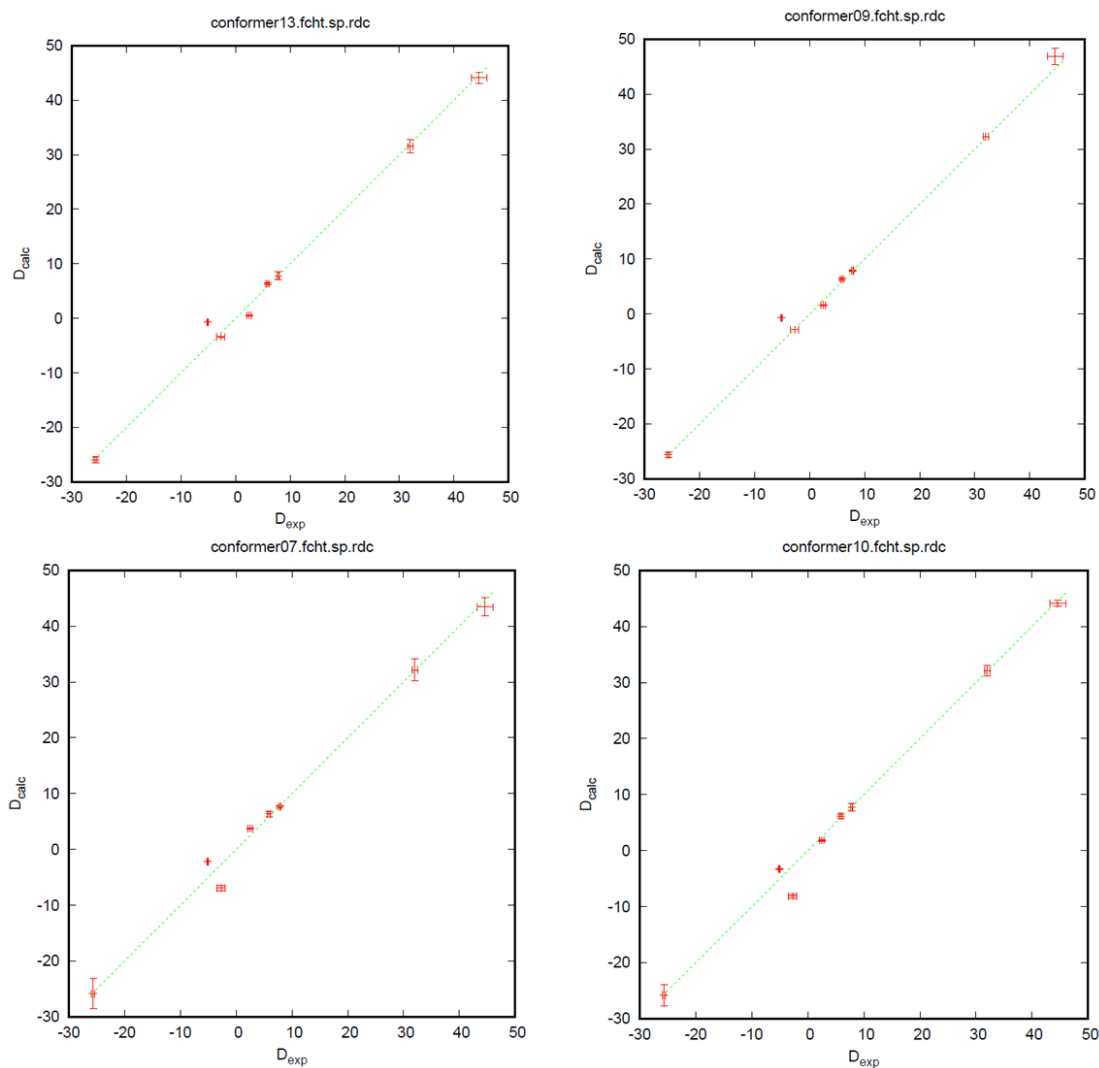 conformer13.fcht.sp.rdc
50
40
30
20
10
0
-10
-20
-30
-30 -20 -10 0 10 20 30 40 50
Dcalc
Dexp
conformer09.fcht.sp.rdc
50
40
30
20
10
0
-10
-20
-30
-30 -20 -10 0 10 20 30 40 50
Dcalc
Dexp
conformer07.fcht.sp.rdc
50
40
30
20
10
0
-10
-20
-30
-30 -20 -10 0 10 20 30 40 50
Dcalc
Dexp
conformer10.fcht.sp.rdc
50
40
30
20
10
0
-10
-20
-30
-30 -20 -10 0 10 20 30 40 50
Dcalc
Dexp